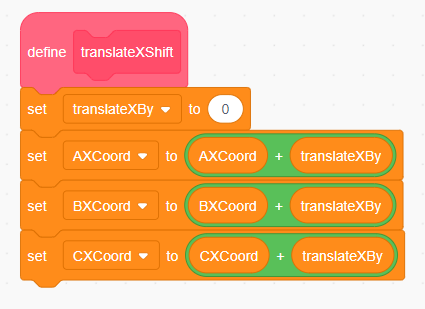 define translateXShift
set translateXBy to 0
set AXCoord to AXCoord + translateXBy
set BXCoord to BXCoord + translateXBy
set CXCoord to CXCoord + translateXBy